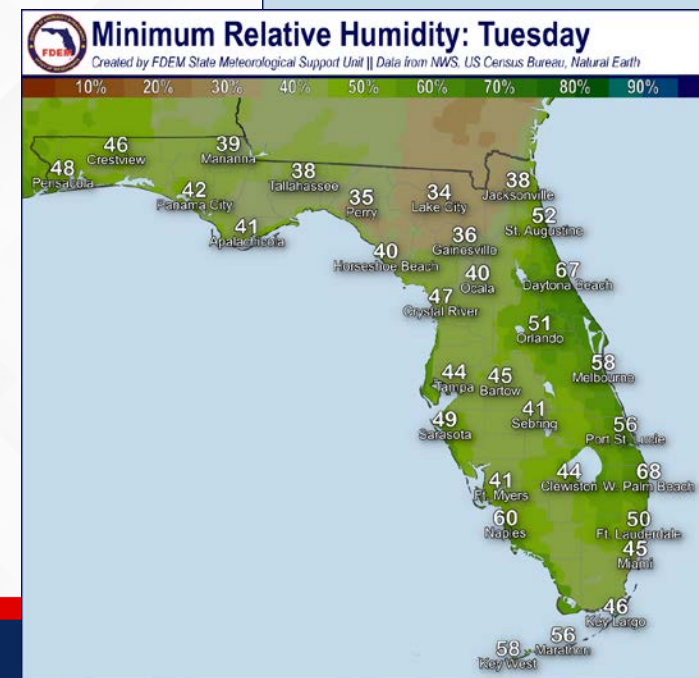 Minimum Relative Humidity: Tuesday
Created by FDEM State Meteorological Support Unit || Data from NWS, US Census Bureau, Natural Earth
FDEM
10% 20% 30% 40% 50% 60% 70% 80% 90%
46
Crestview
39
Marianna
48
Pensacola
42
Panama City
38
Tallahassee
35
Perry
34
Lake City
38
Jacksonville
41
Apalachicola
52
St. Augustine
36
Gainesville
40
Horseshoe Beach
40
Ocala
67
Daytona Beach
47
Crystal River
51
Orlando
58
Melbourne
44
Tampa
45
Bartow
41
Sebring
49
Sarasota
56
Port St. Lucie
41
Ft. Myers
44
Clewiston
68
W. Palm Beach
60
Naples
50
Ft. Lauderdale
45
Miami
46
Key Largo
56
Marathon
58
Key West